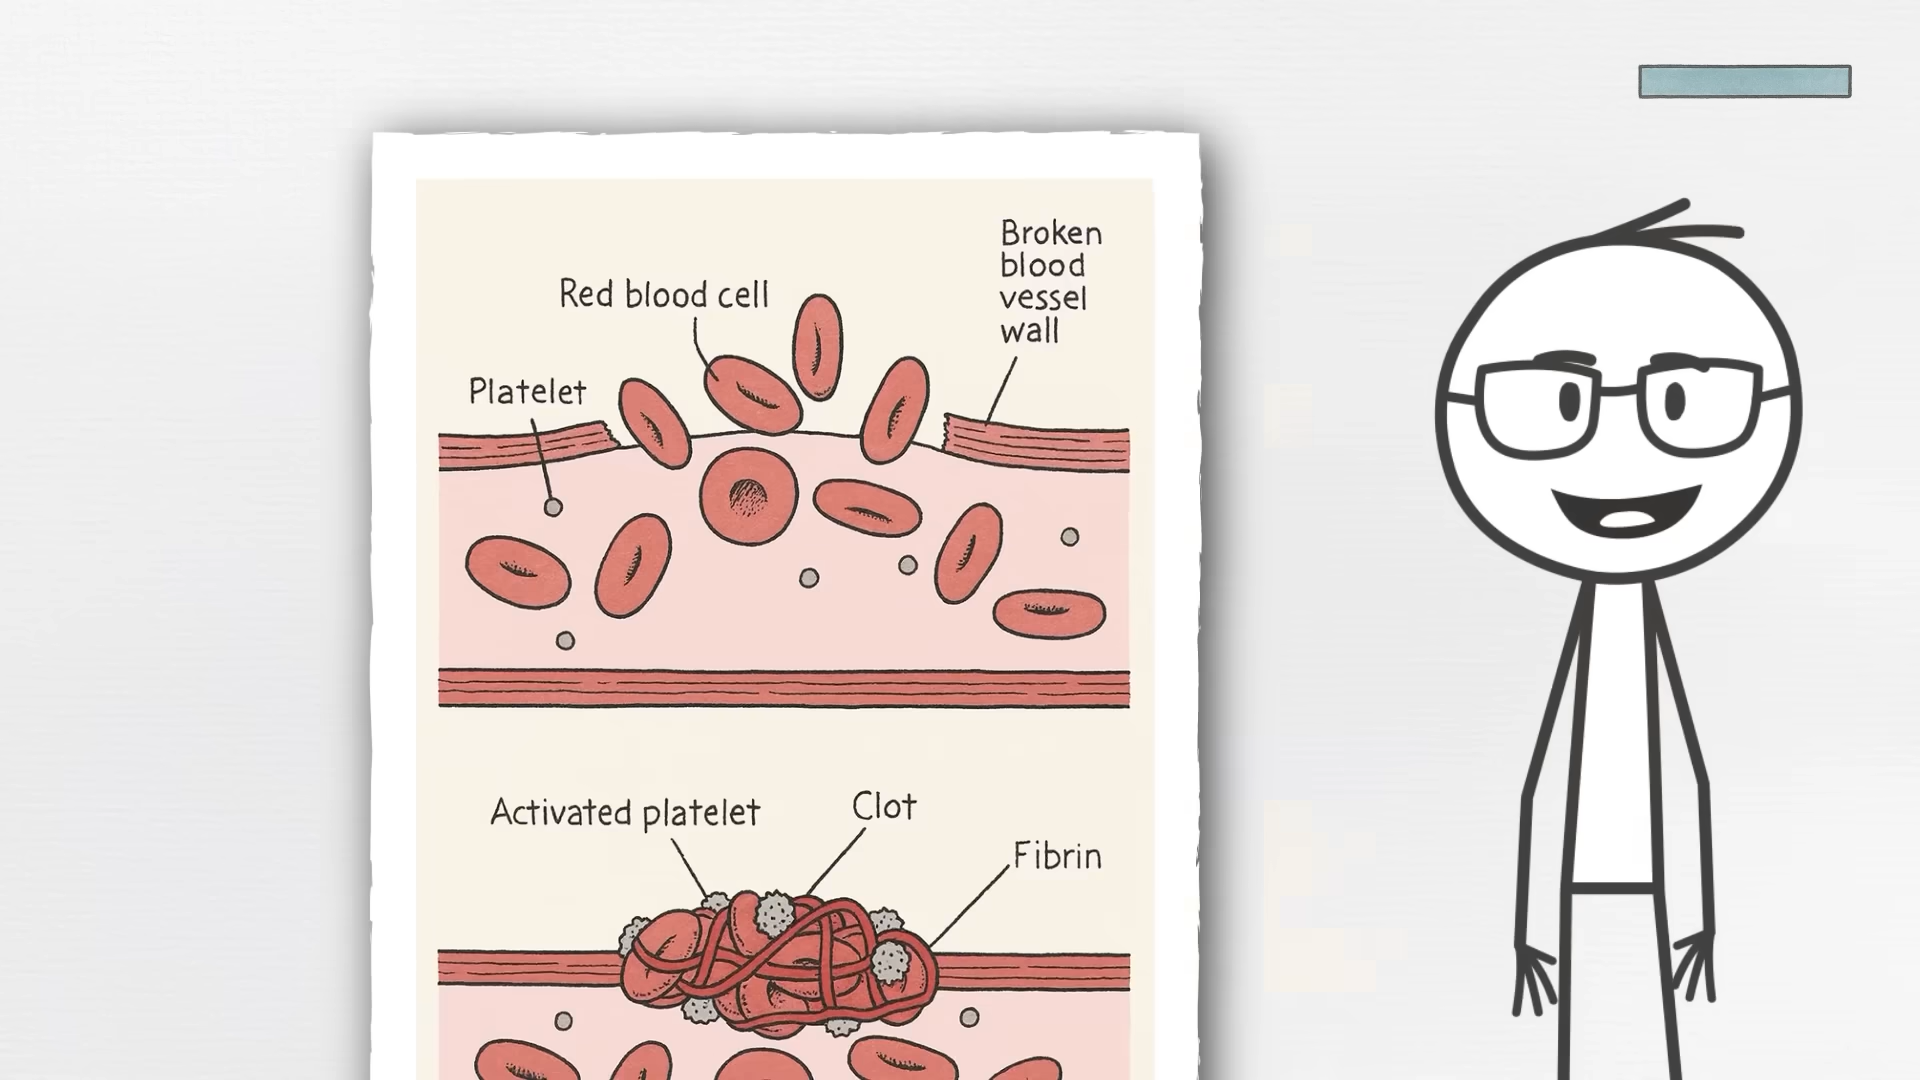 Broken
blood
vessel
wall
Red blood cell
Platelet
Activated platelet
Clot
Fibrin